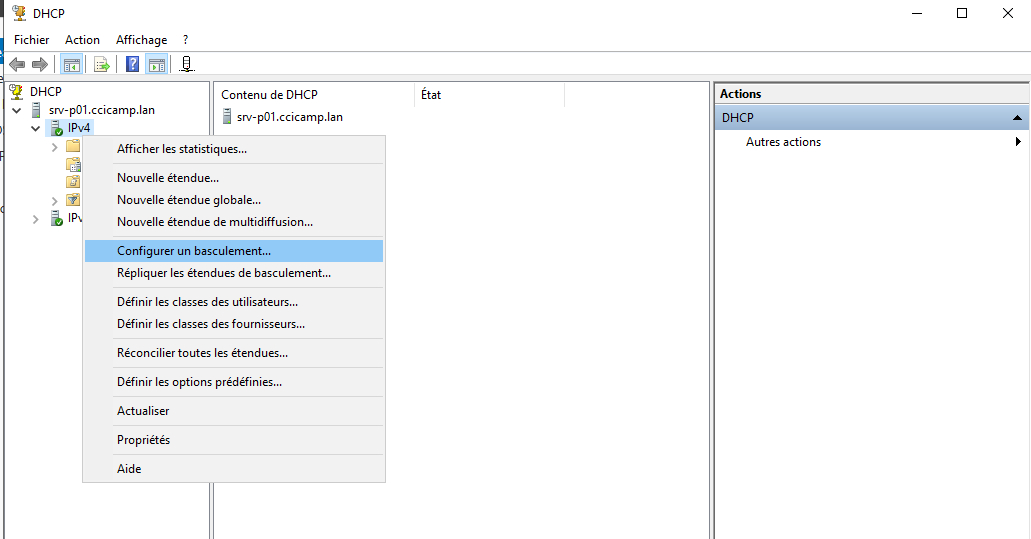 DHCP
Fichier Action Affichage ?
DHCP
srv-p01.ccicamp.lan
IPv4
Contenu de DHCP État
srv-p01.ccicamp.lan
Actions
DHCP
Autres actions
Afficher les statistiques...
Nouvelle étendue...
Nouvelle étendue globale...
Nouvelle étendue de multidiffusion...
Configurer un basculement...
Répliquer les étendues de basculement...
Définir les classes des utilisateurs...
Définir les classes des fournisseurs...
Réconcilier toutes les étendues...
Définir les options prédéfinies...
Actualiser
Propriétés
Aide